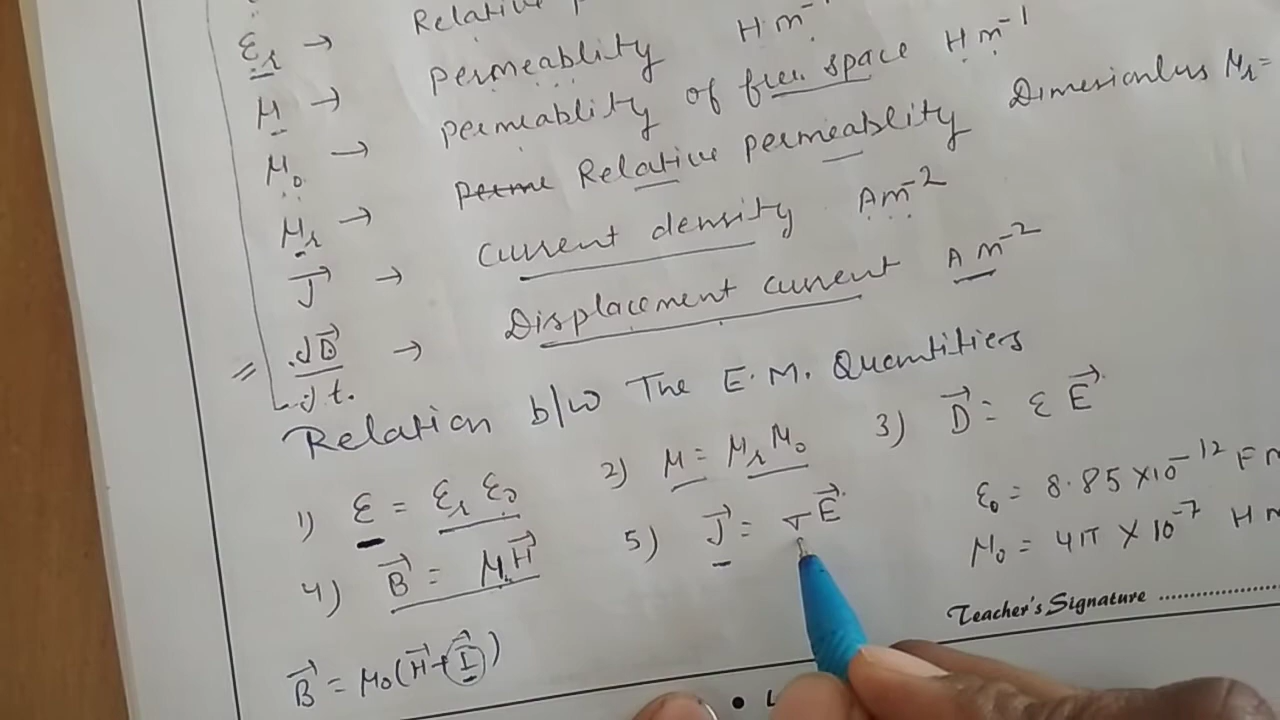 Relative
εr → permeablity H m⁻¹
μ → permeablity of free space H m⁻¹
μ₀ → Relative permeablity Dimensionless μr =
μr → Current density A m⁻²
J⃗ → Displacement current A m⁻²
dD⃗/dt. →
Relation b/w The E.M. Quantities
1) ε = εr ε₀ 2) μ = μr μ₀ 3) D⃗ = ε E⃗
4) B⃗ = μH⃗ 5) J⃗ = σE⃗ ε₀ = 8.85 ×10⁻¹² F
B⃗ = μ₀(H⃗+I⃗) μ₀ = 4π × 10⁻⁷ H
Teacher's Signature